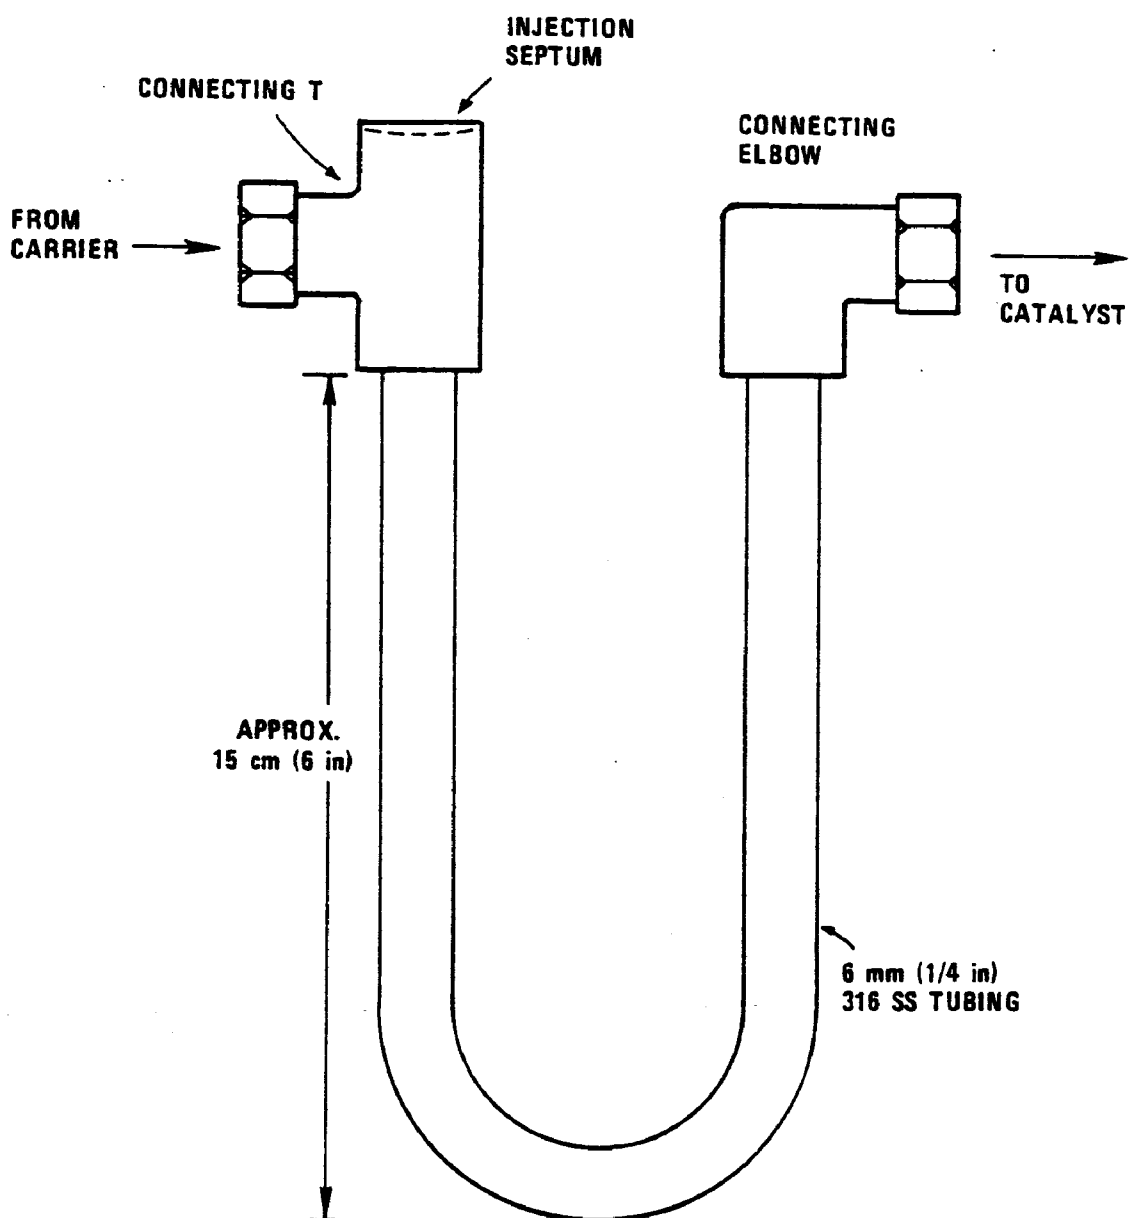 INJECTION
SEPTUM
CONNECTING T
CONNECTING
ELBOW
FROM
CARRIER
TO
CATALYST
APPROX.
15 cm (6 in)
6 mm (1/4 in)
316 SS TUBING